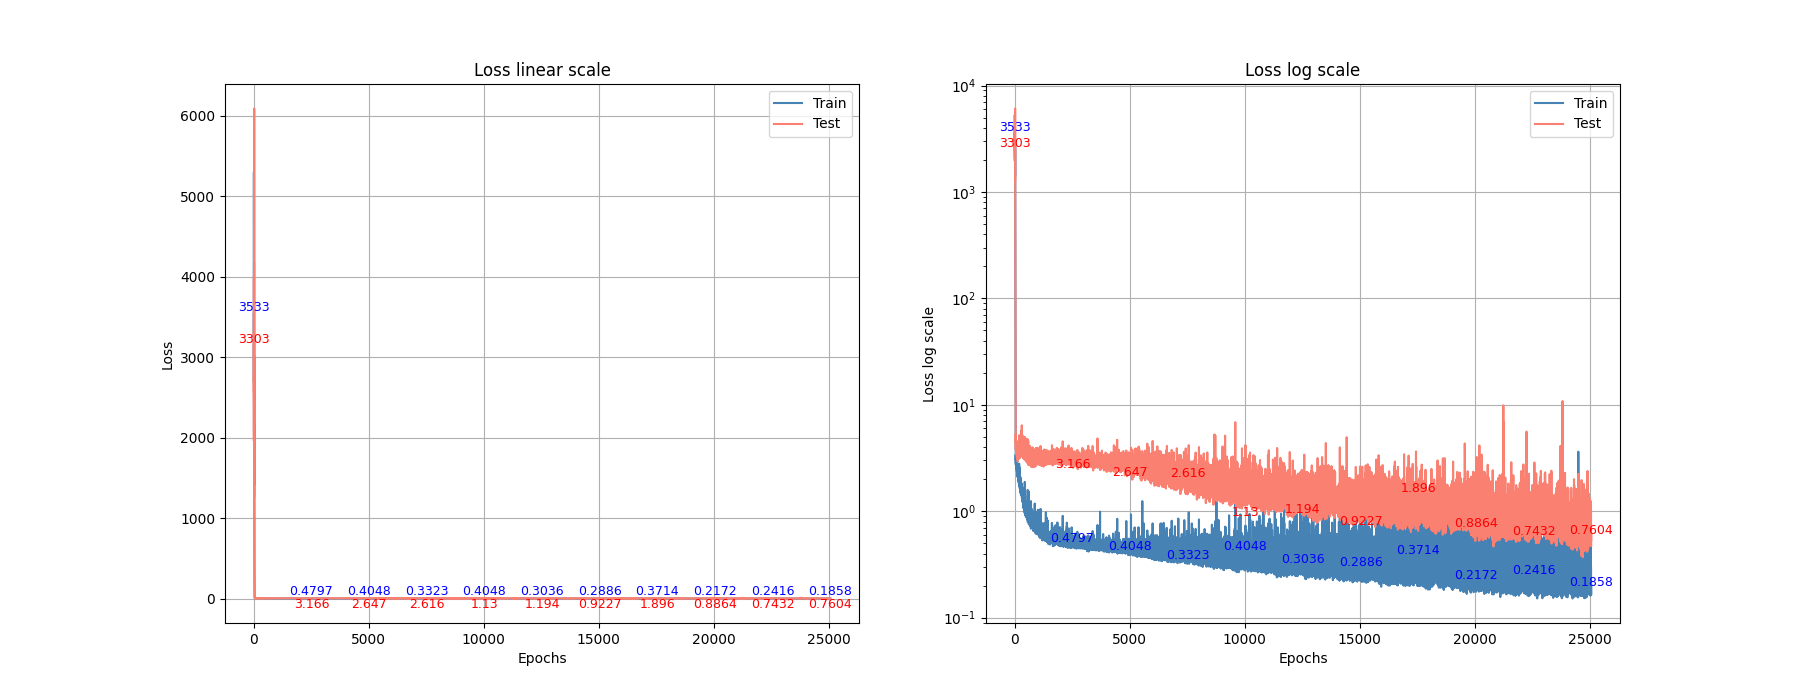 Loss linear scale
6000
5000
4000
3000
2000
1000
0
Loss
Train
Test
3533
3303
0.4797 0.4048 0.3323 0.4048 0.3036 0.2886 0.3714 0.2172 0.2416 0.1858
3.166 2.647 2.616 1.13 1.194 0.9227 1.896 0.8864 0.7432 0.7604
0 5000 10000 15000 20000 25000
Epochs
Loss log scale
10^4
10^3
10^2
10^1
10^0
10^-1
Loss log scale
Train
Test
3533
3303
3.166 2.647 2.616 1.13 1.194 0.9227 1.896 0.8864 0.7432 0.7604
0.4797 0.4048 0.3323 0.4048 0.3036 0.2886 0.3714 0.2172 0.2416 0.1858
0 5000 10000 15000 20000 25000
Epochs